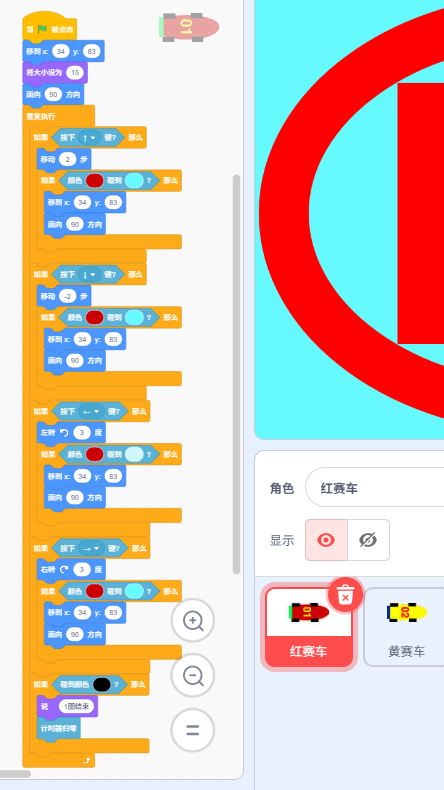 当 被点击
01
移到 x: 34 y: 83
将大小设为 15
面向 90 方向
重复执行
如果 按下 ↑ 键? 那么
移动 2 步
如果 颜色 碰到 ? 那么
移到 x: 34 y: 83
面向 90 方向
如果 按下 ↓ 键? 那么
移动 -2 步
如果 颜色 碰到 ? 那么
移到 x: 34 y: 83
面向 90 方向
如果 按下 ← 键? 那么
左转 3 度
如果 颜色 碰到 ? 那么
移到 x: 34 y: 83
面向 90 方向
如果 按下 → 键? 那么
右转 3 度
如果 颜色 碰到 ? 那么
移到 x: 34 y: 83
面向 90 方向
如果 碰到颜色 ? 那么
说 1圈结束
计时器归零
角色 红赛车
显示
01
02
红赛车
黄赛车